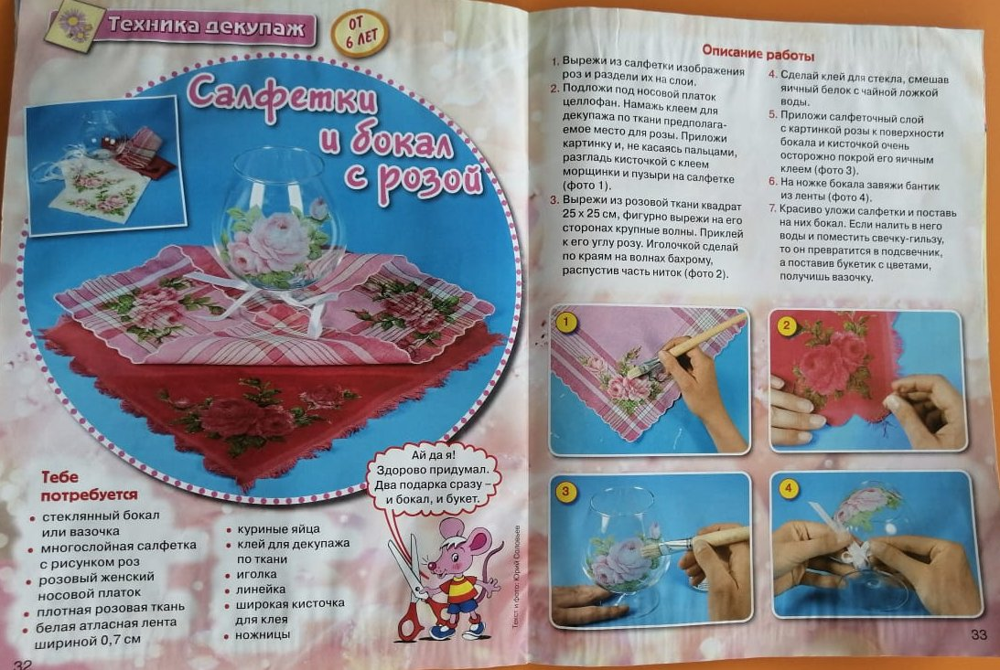 Техника декупаж
ОТ
6 ЛЕТ
Салфетки
и бокал
с розой
Тебе
потребуется
• стеклянный бокал
или вазочка
• многослойная салфетка
с рисунком роз
• розовый женский
носовой платок
• плотная розовая ткань
• белая атласная лента
шириной 0,7 см
• куриные яйца
• клей для декупажа
по ткани
• иголка
• линейка
• широкая кисточка
для клея
• ножницы
Ай да я!
Здорово придумал.
Два подарка сразу –
и бокал, и букет.
Текст и фото: Юрий Соловьев
32
Описание работы
1. Вырежи из салфетки изображения
роз и раздели их на слои.
2. Подложи под носовой платок
целлофан. Намажь клеем для
декупажа по ткани предполага-
емое место для розы. Приложи
картинку и, не касаясь пальцами,
разгладь кисточкой с клеем
морщинки и пузыри на салфетке
(фото 1).
3. Вырежи из розовой ткани квадрат
25 х 25 см, фигурно вырежи на его
сторонах крупные волны. Приклей
к его углу розу. Иголочкой сделай
по краям на волнах бахрому,
распустив часть ниток (фото 2).
4. Сделай клей для стекла, смешав
яичный белок с чайной ложкой
воды.
5. Приложи салфеточный слой
с картинкой розы к поверхности
бокала и кисточкой очень
осторожно покрой его яичным
клеем (фото 3).
6. На ножке бокала завяжи бантик
из ленты (фото 4).
7. Красиво уложи салфетки и поставь
на них бокал. Если налить в него
воды и поместить свечку-гильзу,
то он превратится в подсвечник,
а поставив букетик с цветами,
получишь вазочку.
1
2
3
4
33